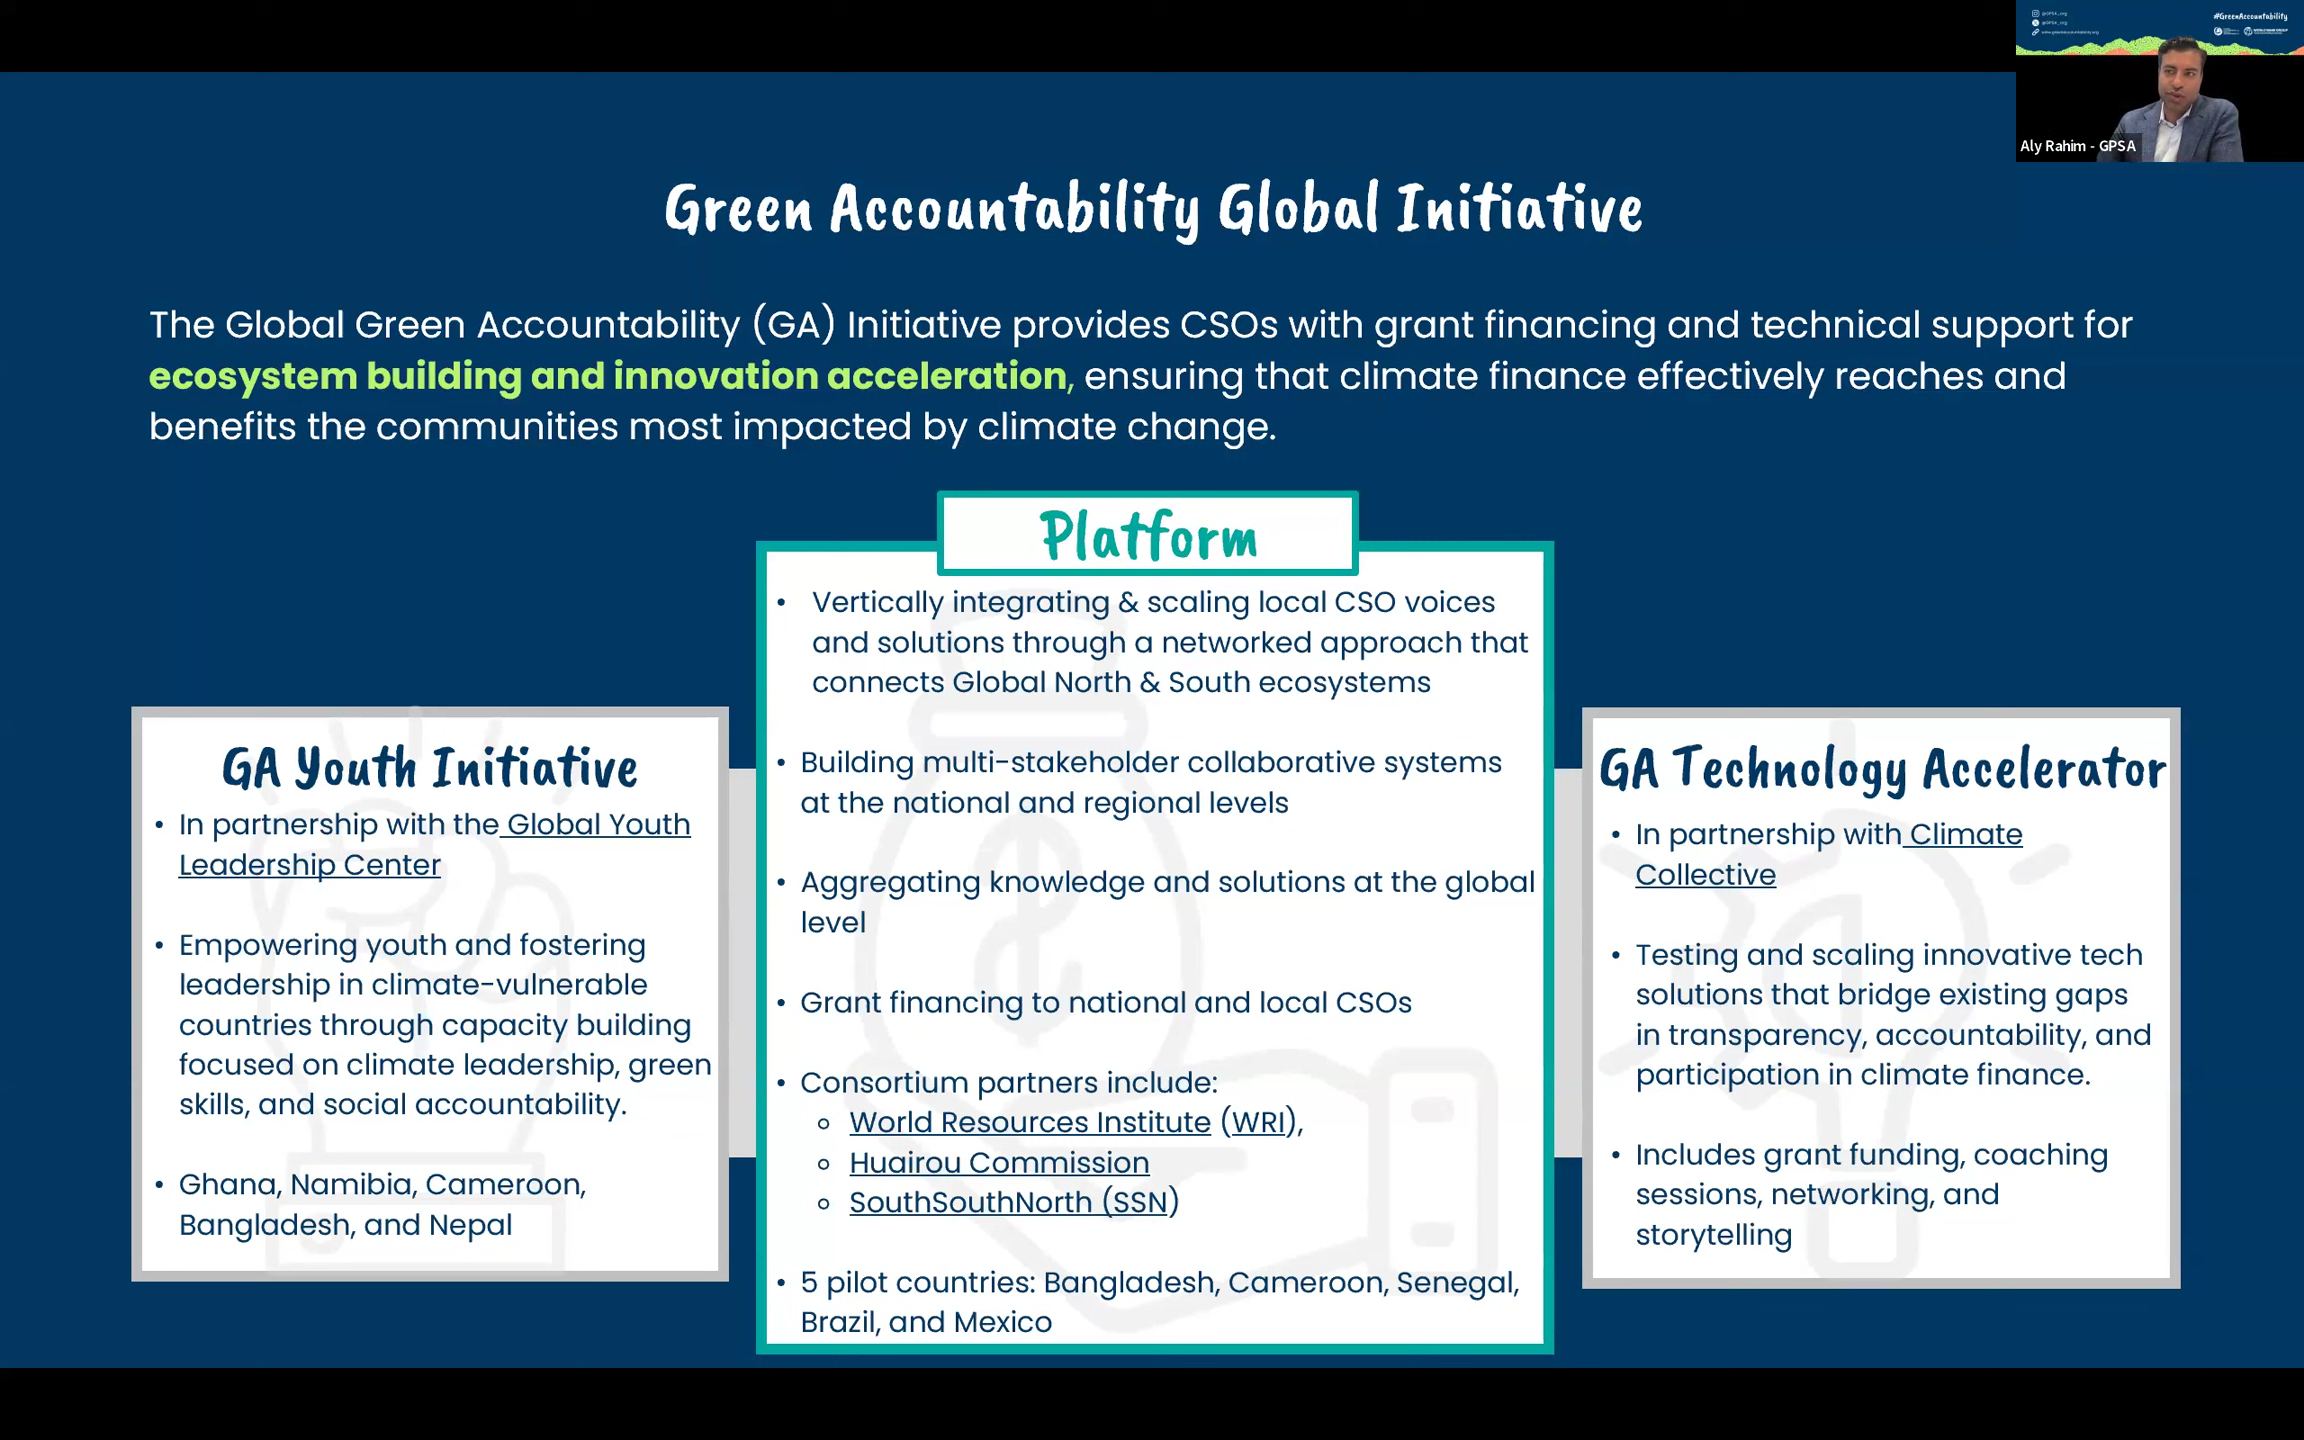 @GPSA_org
@GPSA_org
#GreenAccountability
WORLD BANK GROUP
Aly Rahim - GPSA
Green Accountability Global Initiative
The Global Green Accountability (GA) Initiative provides CSOs with grant financing and technical support for
ecosystem building and innovation acceleration, ensuring that climate finance effectively reaches and
benefits the communities most impacted by climate change.
GA Youth Initiative
• In partnership with the Global Youth
Leadership Center
• Empowering youth and fostering
leadership in climate-vulnerable
countries through capacity building
focused on climate leadership, green
skills, and social accountability.
• Ghana, Namibia, Cameroon,
Bangladesh, and Nepal
Platform
• Vertically integrating & scaling local CSO voices
and solutions through a networked approach that
connects Global North & South ecosystems
• Building multi-stakeholder collaborative systems
at the national and regional levels
• Aggregating knowledge and solutions at the global
level
• Grant financing to national and local CSOs
• Consortium partners include:
○ World Resources Institute (WRI),
○ Huairou Commission
○ SouthSouthNorth (SSN)
• 5 pilot countries: Bangladesh, Cameroon, Senegal,
Brazil, and Mexico
GA Technology Accelerator
• In partnership with Climate
Collective
• Testing and scaling innovative tech
solutions that bridge existing gaps
in transparency, accountability, and
participation in climate finance.
• Includes grant funding, coaching
sessions, networking, and
storytelling